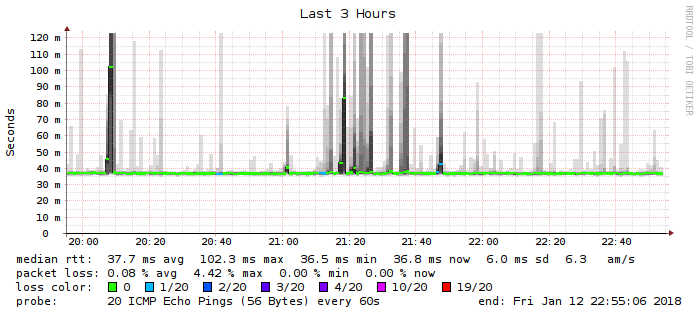 Last 3 Hours
RRDTOOL / TOBI OETIKER
Seconds
120 m
110 m
100 m
90 m
80 m
70 m
60 m
50 m
40 m
30 m
20 m
10 m
0
20:00 20:20 20:40 21:00 21:20 21:40 22:00 22:20 22:40
median rtt: 37.7 ms avg 102.3 ms max 36.5 ms min 36.8 ms now 6.0 ms sd 6.3 am/s
packet loss: 0.08 % avg 4.42 % max 0.00 % min 0.00 % now
loss color: 0 1/20 2/20 3/20 4/20 10/20 19/20
probe: 20 ICMP Echo Pings (56 Bytes) every 60s end: Fri Jan 12 22:55:06 2018